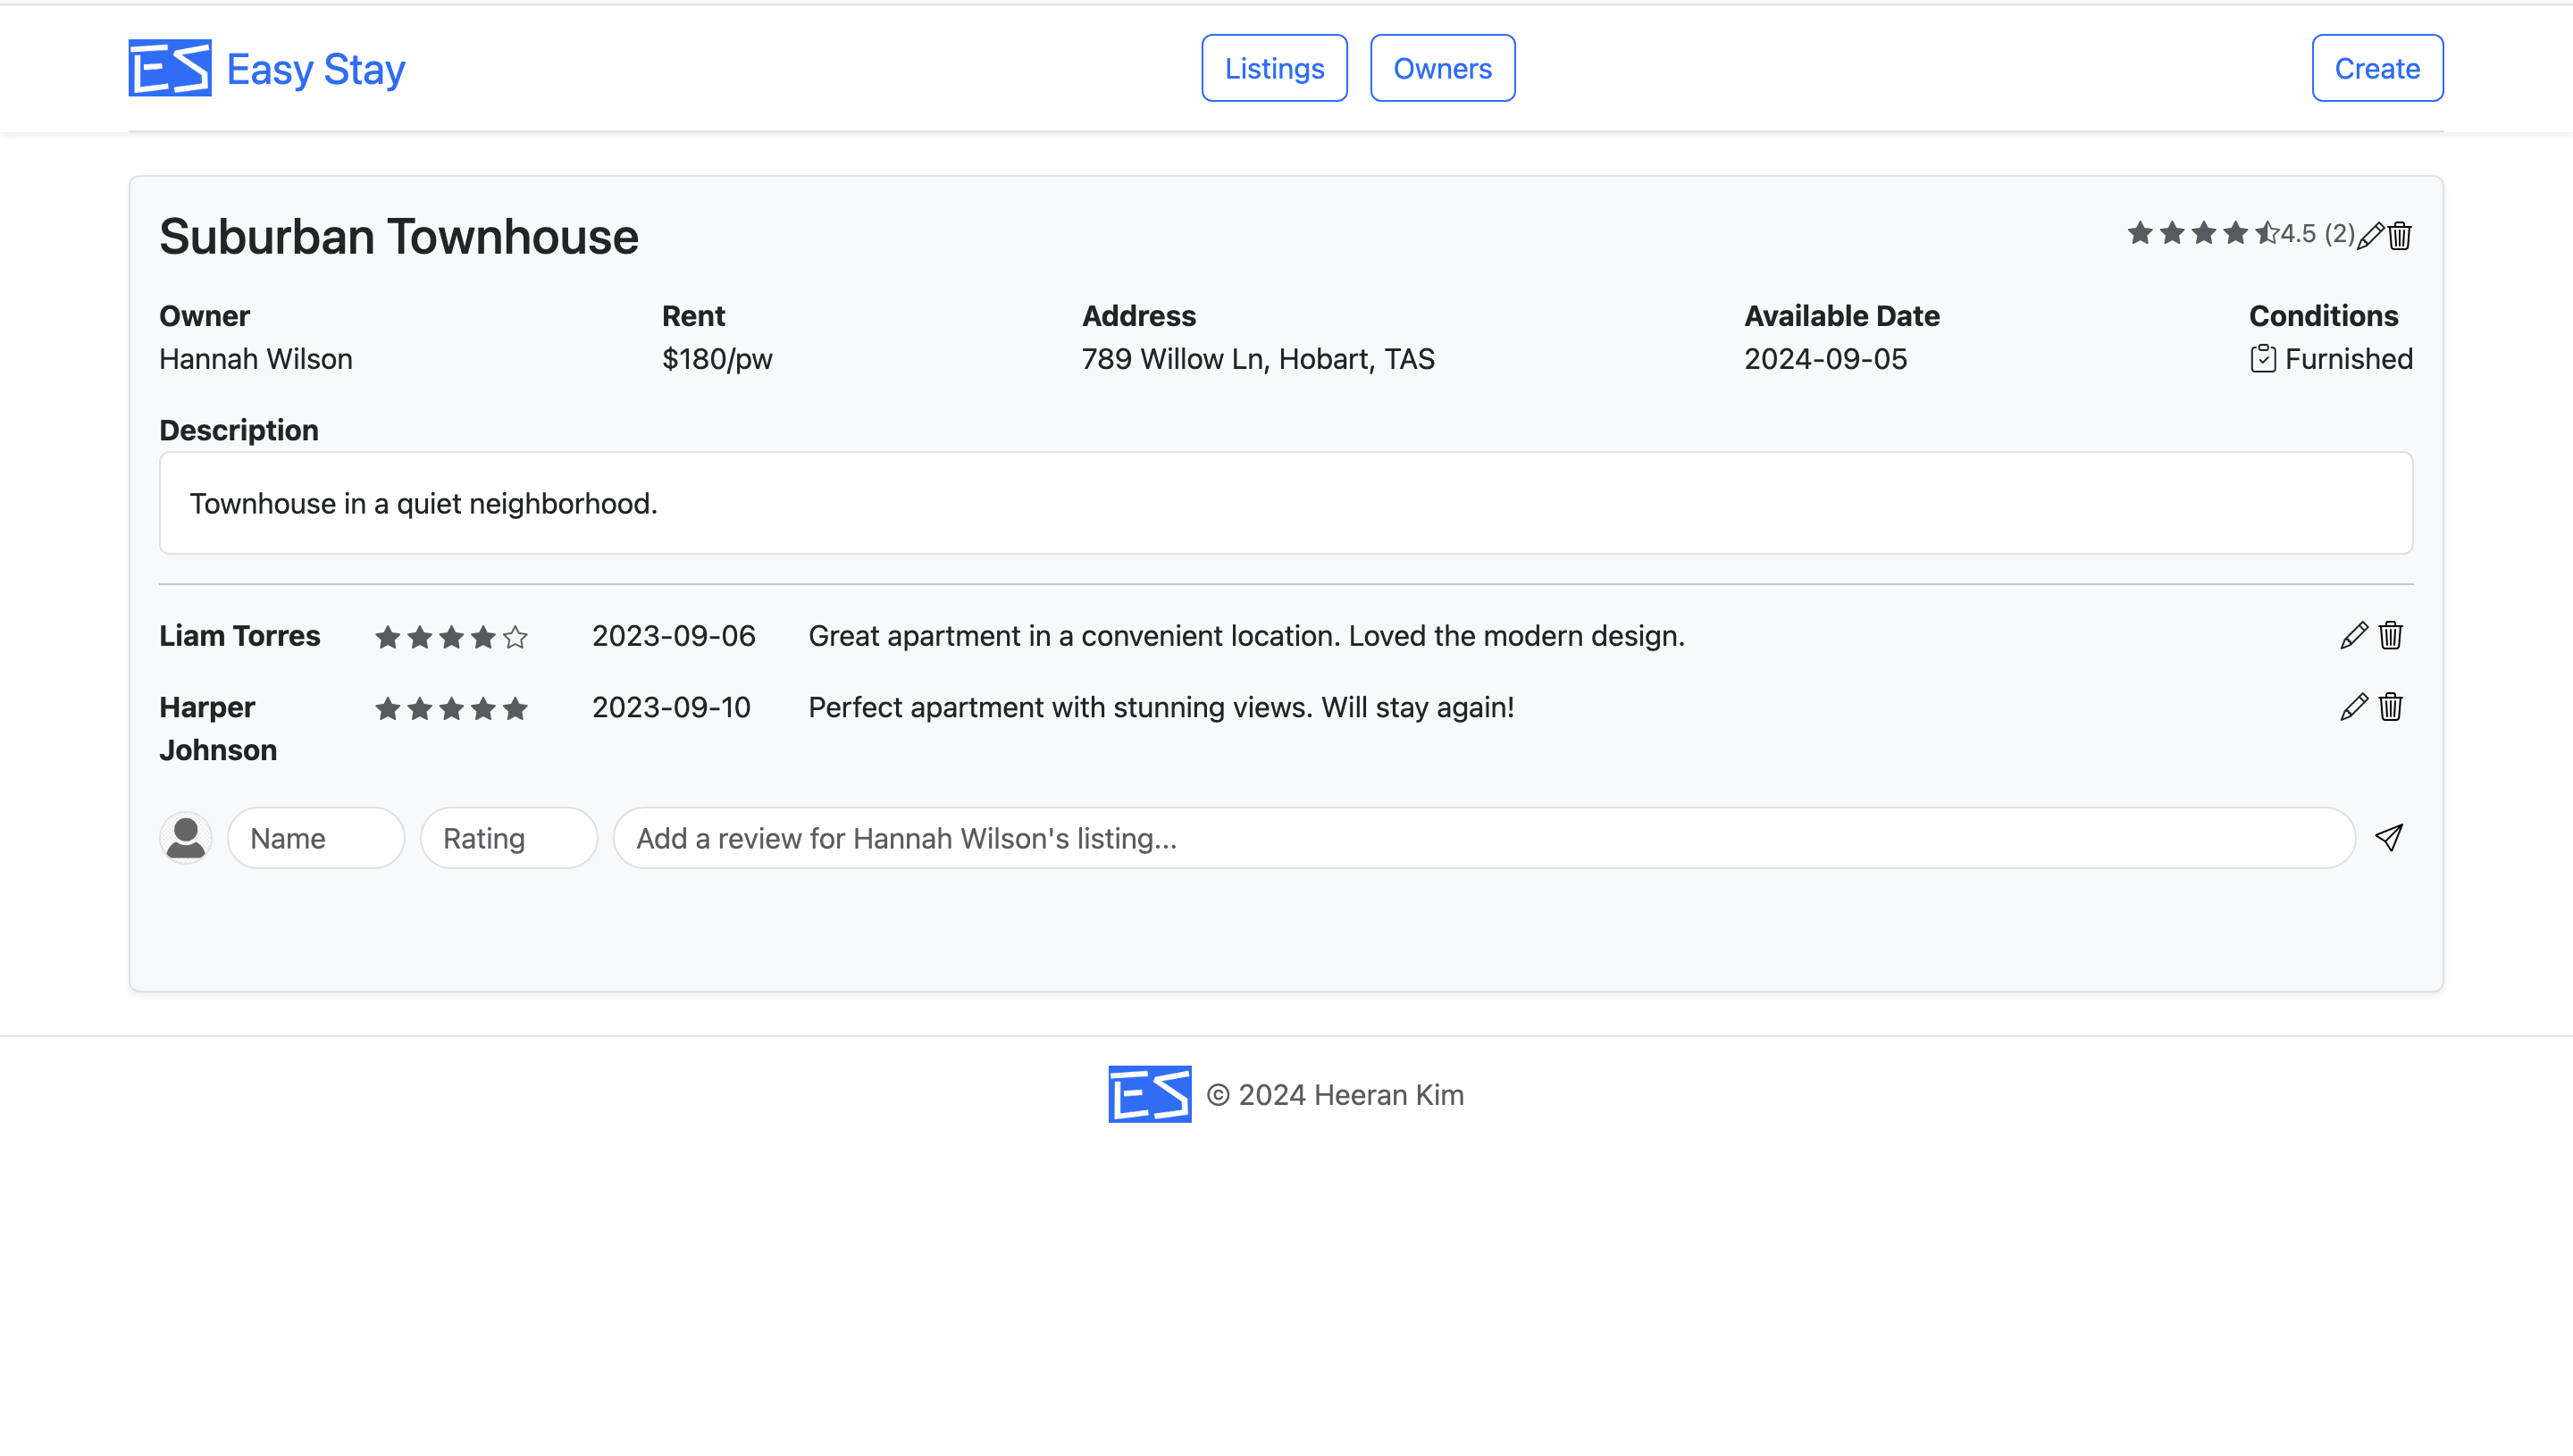 ES Easy Stay Listings Owners Create
Suburban Townhouse 4.5 (2)
Owner Rent Address Available Date Conditions
Hannah Wilson $180/pw 789 Willow Ln, Hobart, TAS 2024-09-05 Furnished
Description
Townhouse in a quiet neighborhood.
Liam Torres 2023-09-06 Great apartment in a convenient location. Loved the modern design.
Harper 2023-09-10 Perfect apartment with stunning views. Will stay again!
Johnson
Name Rating Add a review for Hannah Wilson's listing...
ES © 2024 Heeran Kim